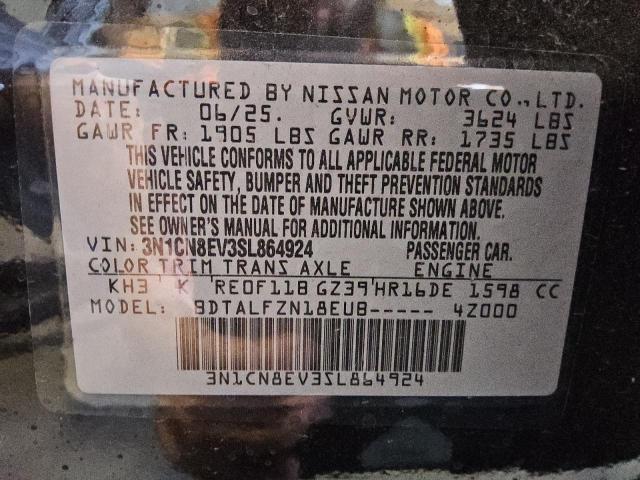 MANUFACTURED BY NISSAN MOTOR CO., LTD.
DATE: 06/25. GVWR: 3624 LBS
GAWR FR: 1905 LBS GAWR RR: 1735 LBS
THIS VEHICLE CONFORMS TO ALL APPLICABLE FEDERAL MOTOR
VEHICLE SAFETY, BUMPER AND THEFT PREVENTION STANDARDS
IN EFFECT ON THE DATE OF MANUFACTURE SHOWN ABOVE.
SEE OWNER'S MANUAL FOR ADDITIONAL INFORMATION.
VIN: 3N1CN8EV3SL864924 PASSENGER CAR.
COLOR TRIM TRANS AXLE ENGINE
KH3 K RE0F11B GZ39 HR16DE 1598 CC
MODEL: BDTALFZN18EUB----- 4Z000
3N1CN8EV3SL864924